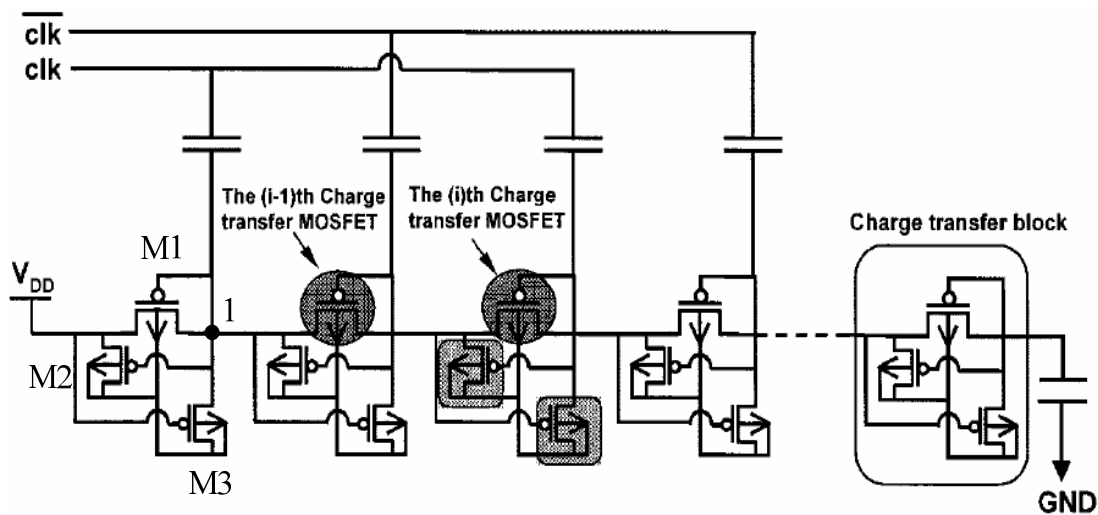 clk
clk
The (i-1)th Charge
transfer MOSFET
The (i)th Charge
transfer MOSFET
Charge transfer block
M1
VDD
1
M2
M3
GND